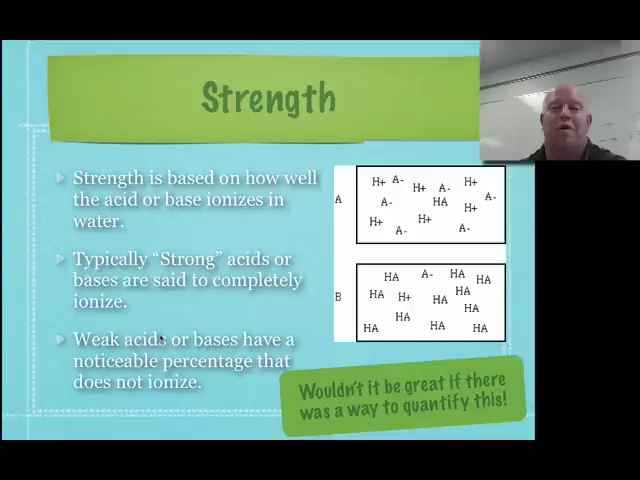 Strength
Strength is based on how well
the acid or base ionizes in
water.
Typically “Strong” acids or
bases are said to completely
ionize.
Weak acids or bases have a
noticeable percentage that
does not ionize.
A
H+ A- H+ A- H+
A- HA A-
H+
H+ H+
A- A-
B
HA A- HA HA
HA H+ HA HA
HA HA
HA HA HA
Wouldn't it be great if there
was a way to quantify this!